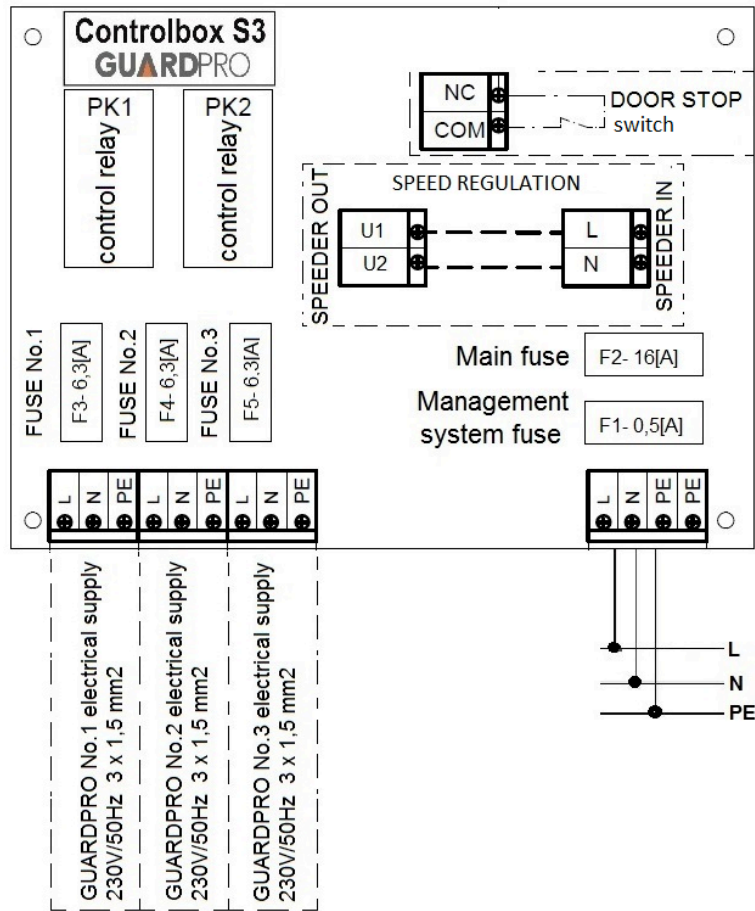 Controlbox S3
GUARDPRO
PK1
control relay
PK2
control relay
NC
COM
DOOR STOP
switch
SPEED REGULATION
SPEEDER OUT
U1
U2
L
N
SPEEDER IN
FUSE No.1
F3- 6,3[A]
FUSE No.2
F4- 6,3[A]
FUSE No.3
F5- 6,3[A]
Main fuse
F2- 16[A]
Management
system fuse
F1- 0,5[A]
L N PE L N PE L N PE
L N PE PE
GUARDPRO No.1 electrical supply
230V/50Hz 3 x 1,5 mm2
GUARDPRO No.2 electrical supply
230V/50Hz 3 x 1,5 mm2
GUARDPRO No.3 electrical supply
230V/50Hz 3 x 1,5 mm2
L
N
PE